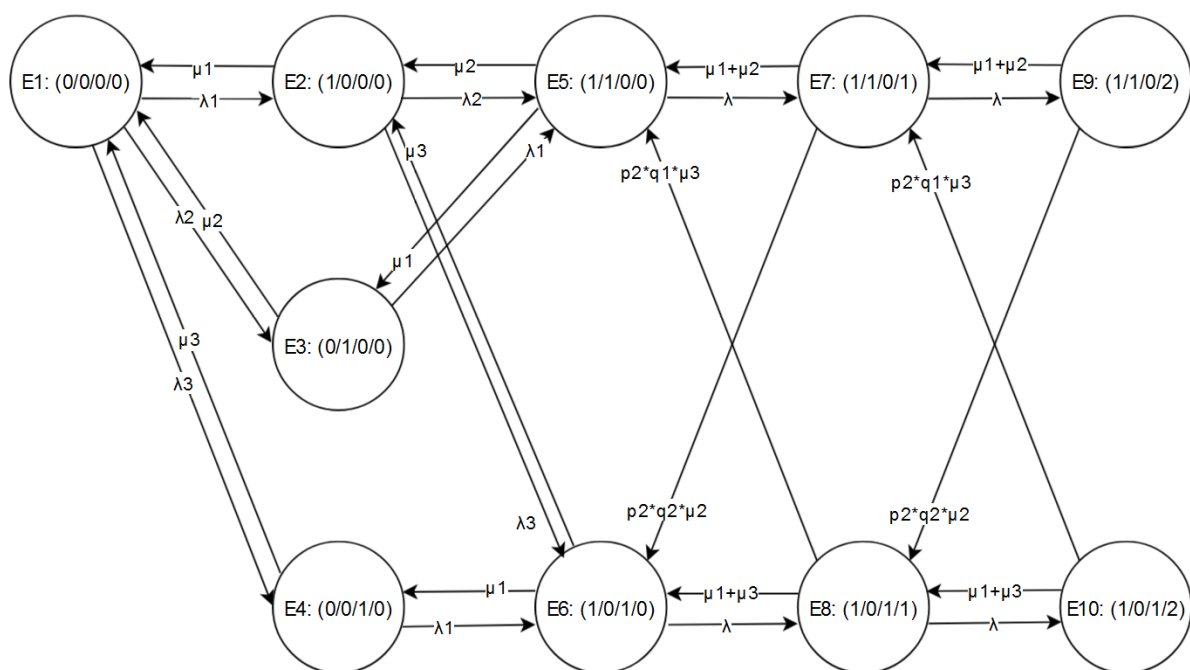 E1: (0/0/0/0)
μ1
λ1
E2: (1/0/0/0)
μ2
λ2
E5: (1/1/0/0)
μ1+μ2
λ
E7: (1/1/0/1)
μ1+μ2
λ
E9: (1/1/0/2)
μ3
λ1
p2*q1*μ3
p2*q1*μ3
λ2
μ2
μ1
E3: (0/1/0/0)
μ3
λ3
λ3
p2*q2*μ2
p2*q2*μ2
E4: (0/0/1/0)
μ1
λ1
E6: (1/0/1/0)
μ1+μ3
λ
E8: (1/0/1/1)
μ1+μ3
λ
E10: (1/0/1/2)